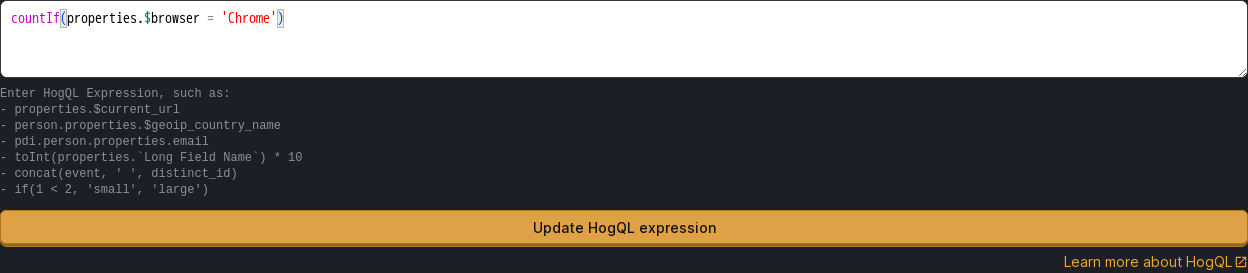 countIf(properties.$browser = 'Chrome')
Enter HogQL Expression, such as:
- properties.$current_url
- person.properties.$geoip_country_name
- pdi.person.properties.email
- toInt(properties.`Long Field Name`) * 10
- concat(event, ' ', distinct_id)
- if(1 < 2, 'small', 'large')
Update HogQL expression
Learn more about HogQL